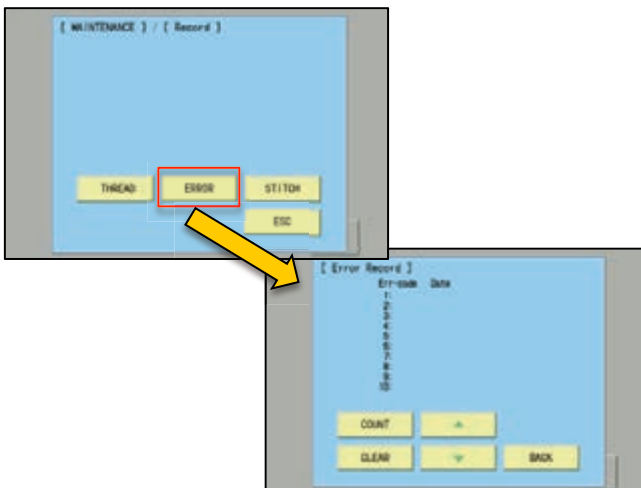 [ MAINTENANCE ] / [ Record ]
THREAD ERROR STITCH
ESC
[ Error Record ]
Err-code Date
1:
2:
3:
4:
5:
6:
7:
8:
9:
10:
COUNT
CLEAR BACK